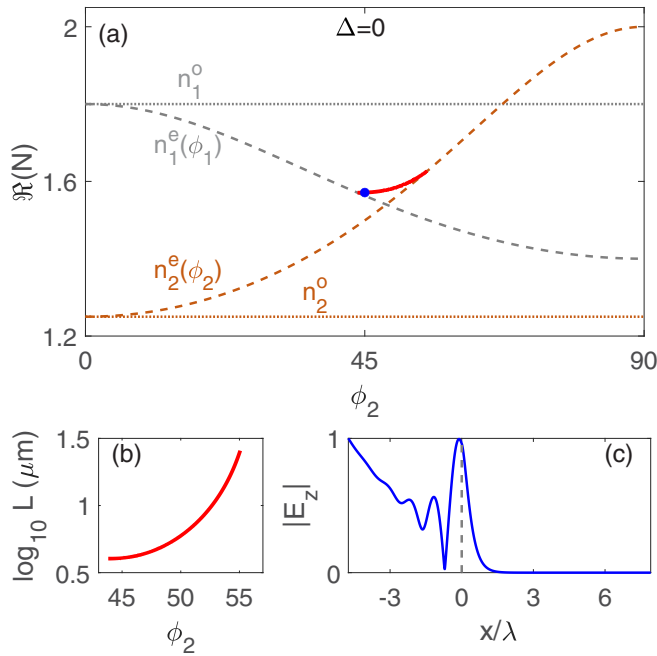 (a)
Δ=0
2
n₁ᵒ
n₁ᵉ(ϕ₁)
ℜ(N)
1.6
n₂ᵉ(ϕ₂)
n₂ᵒ
1.2
0 45 90
ϕ₂
(b)
log₁₀ L (μm)
1.5
1
0.5
45 50 55
ϕ₂
(c)
|E_z|
1
0
-3 0 3 6
x/λ